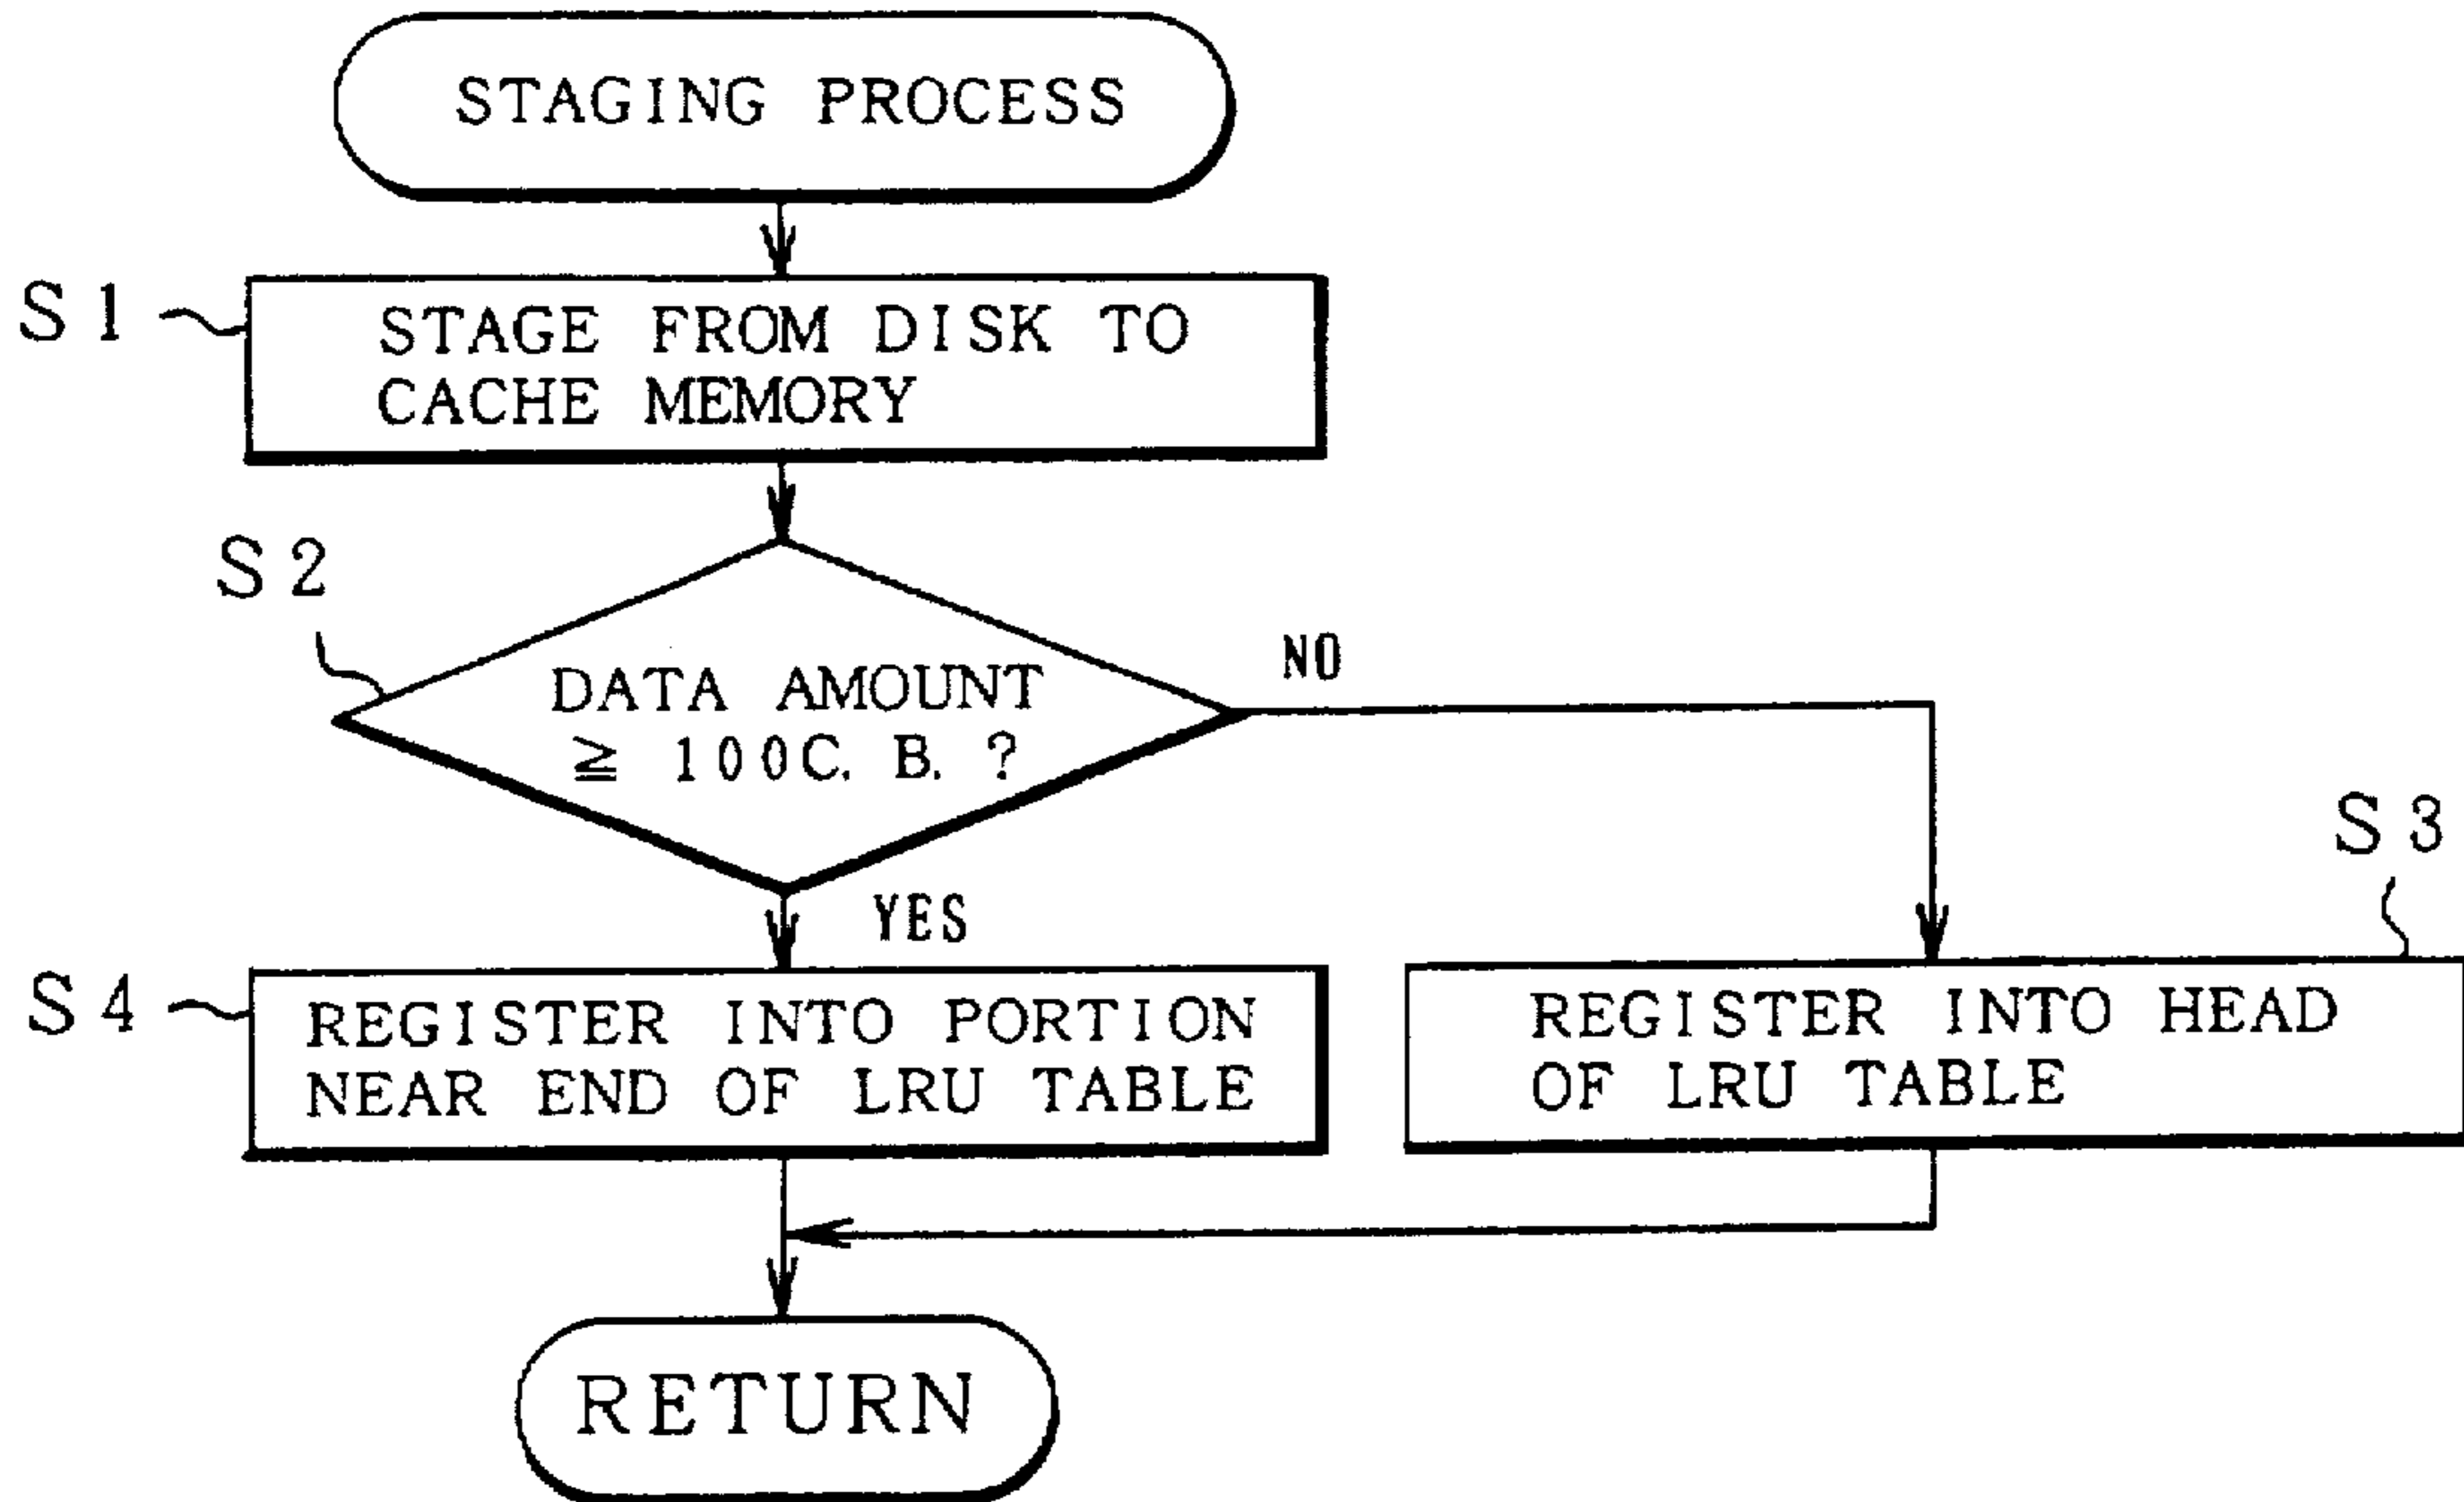 STAGING PROCESS
S1
STAGE FROM DISK TO
CACHE MEMORY
S2
DATA AMOUNT
≧ 100C. B. ?
NO
YES
S3
S4
REGISTER INTO PORTION
NEAR END OF LRU TABLE
REGISTER INTO HEAD
OF LRU TABLE
RETURN